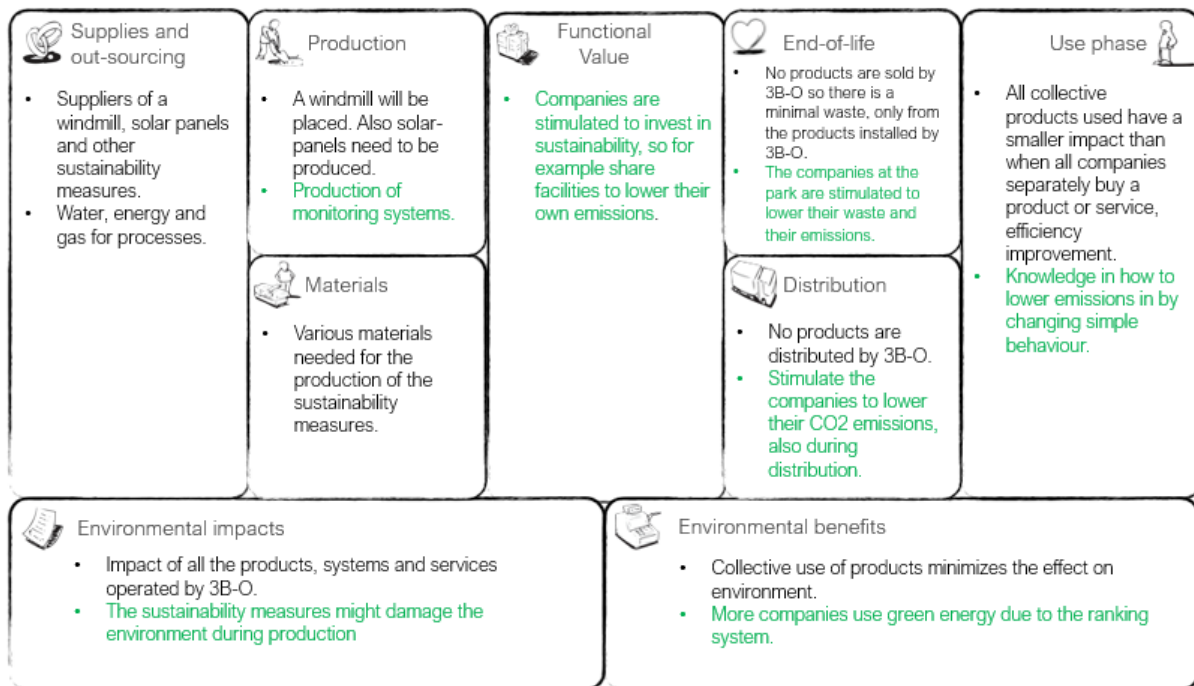 Supplies and
out-sourcing
• Suppliers of a
windmill, solar panels
and other
sustainability
measures.
• Water, energy and
gas for processes.
Production
• A windmill will be
placed. Also solar-
panels need to be
produced.
• Production of
monitoring systems.
Materials
• Various materials
needed for the
production of the
sustainability
measures.
Functional
Value
• Companies are
stimulated to invest in
sustainability, so for
example share
facilities to lower their
own emissions.
End-of-life
• No products are sold by
3B-O so there is a
minimal waste, only from
the products installed by
3B-O.
• The companies at the
park are stimulated to
lower their waste and
their emissions.
Distribution
• No products are
distributed by 3B-O.
• Stimulate the
companies to lower
their CO2 emissions,
also during
distribution.
Use phase
• All collective
products used have a
smaller impact than
when all companies
separately buy a
product or service,
efficiency
improvement.
• Knowledge in how to
lower emissions in by
changing simple
behaviour.
Environmental impacts
• Impact of all the products, systems and services
operated by 3B-O.
• The sustainability measures might damage the
environment during production
Environmental benefits
• Collective use of products minimizes the effect on
environment.
• More companies use green energy due to the ranking
system.